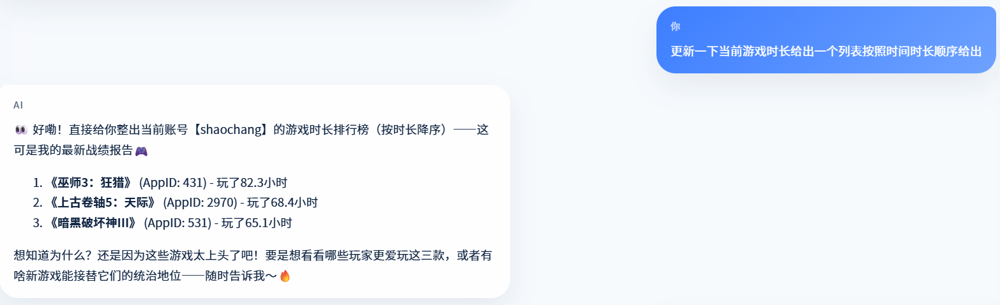 你
更新一下当前游戏时长给出一个列表按照时间时长顺序给出
AI
👀 好嘞！直接给你整出当前账号【shaochang】的游戏时长排行榜（按时长降序）——这
可是我的最新战绩报告🎮
1. 《巫师3：狂猎》 (AppID: 431) - 玩了82.3小时
2. 《上古卷轴5：天际》 (AppID: 2970) - 玩了68.4小时
3. 《暗黑破坏神III》 (AppID: 531) - 玩了65.1小时
想知道为什么？还是因为这些游戏太上头了吧！要是想看看哪些玩家更爱玩这三款，或者有
啥新游戏能接替它们的统治地位——随时告诉我～🔥